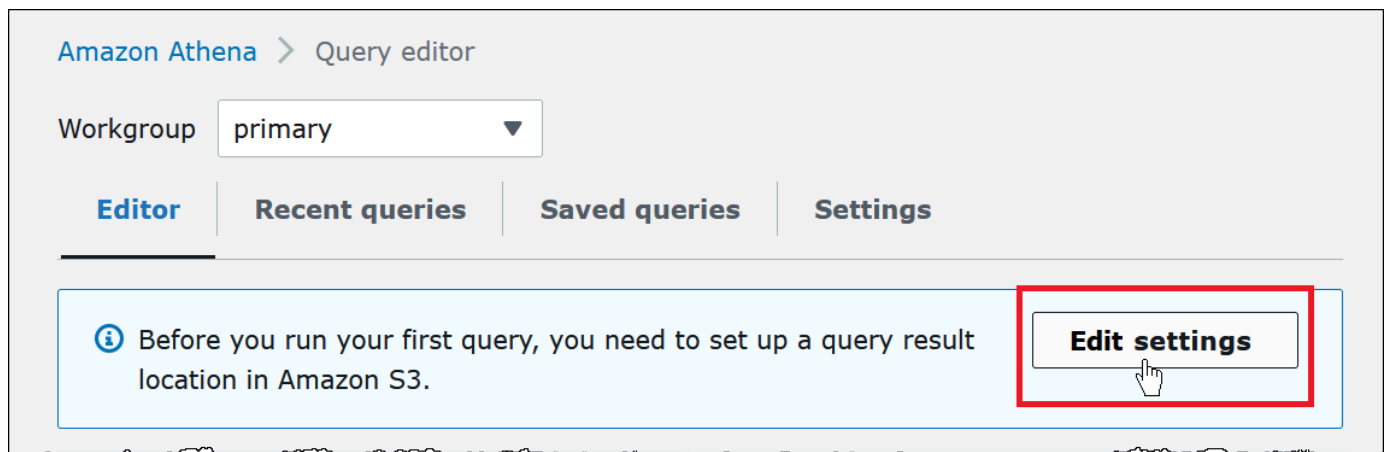 Amazon Athena > Query editor
Workgroup primary
Editor Recent queries Saved queries Settings
Before you run your first query, you need to set up a query result
location in Amazon S3.
Edit settings